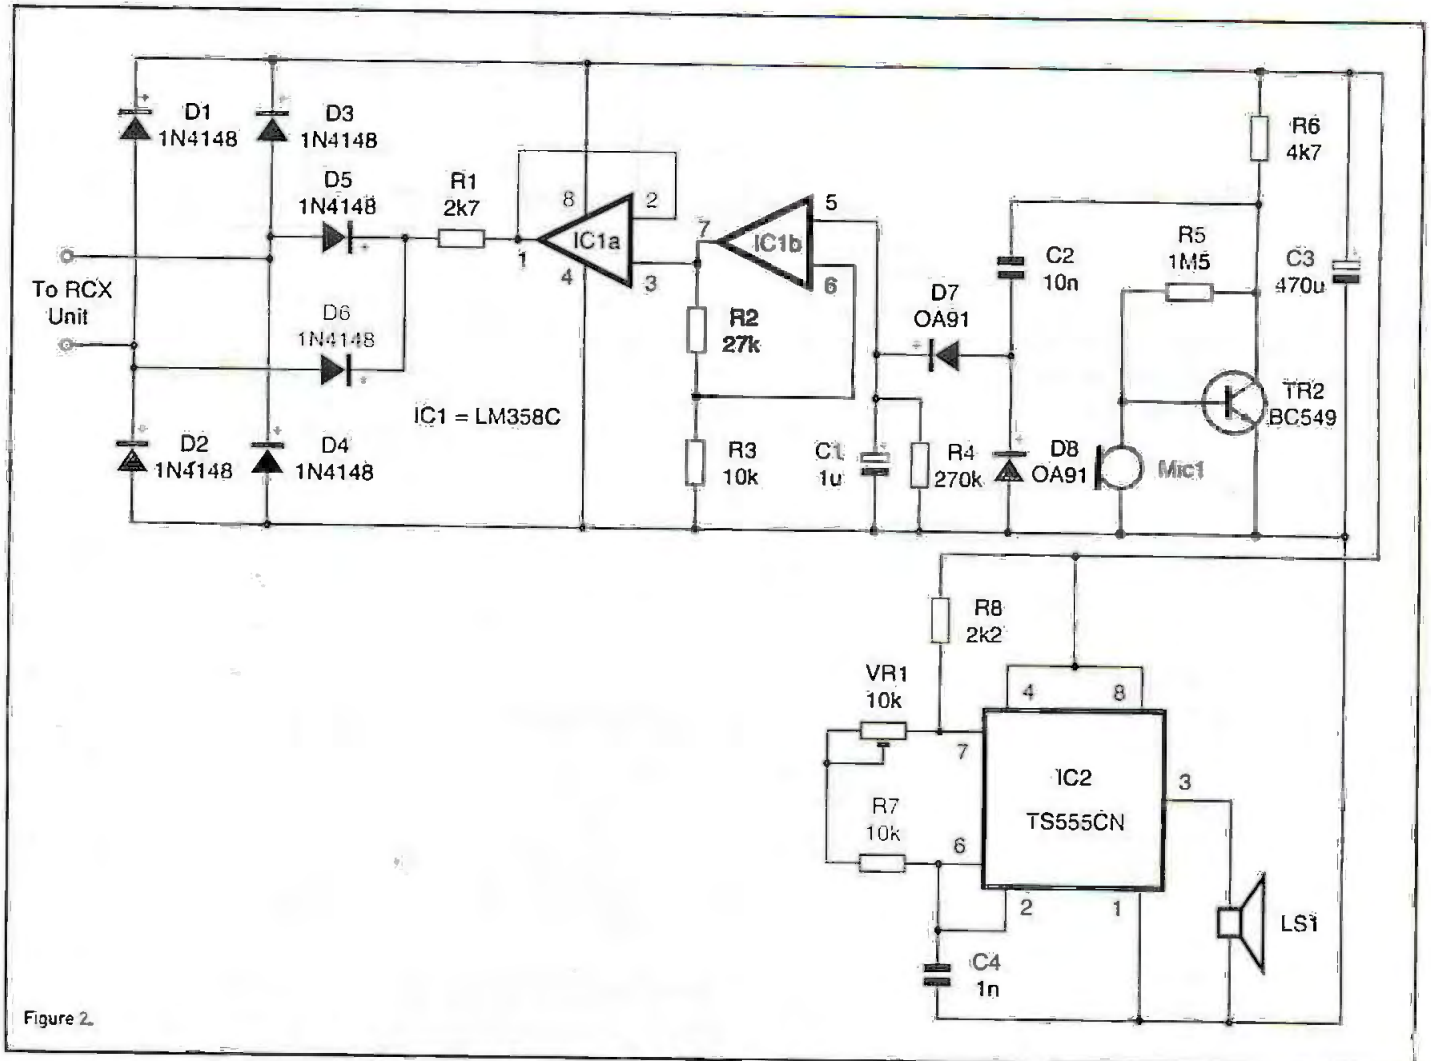 D1
1N4148
D3
1N4148
D5
1N4148
R1
2k7
8
2
IC1a
1
4
3
7
IC1b
5
6
R6
4k7
R5
1M5
C2
10n
C3
470u
To RCX
Unit
D6
1N4148
R2
27k
D7
OA91
IC1 = LM358C
TR2
BC549
D2
1N4148
D4
1N4148
R3
10k
C1
1u
R4
270k
D8
OA91
Mic1
R8
2k2
VR1
10k
4
8
7
IC2
TS555CN
3
R7
10k
6
2
1
LS1
C4
1n
Figure 2.